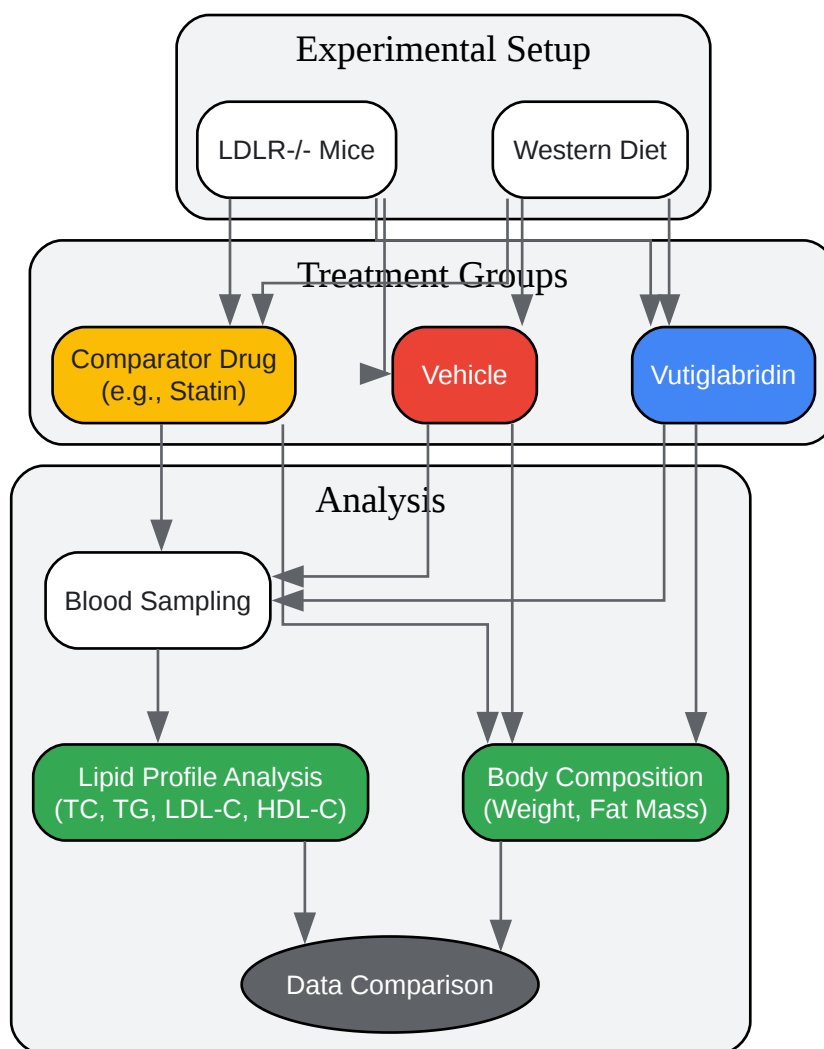 Experimental Setup
LDLR-/- Mice
Western Diet
Treatment Groups
Comparator Drug
(e.g., Statin)
Vehicle
Vutiglabridin
Analysis
Blood Sampling
Lipid Profile Analysis
(TC, TG, LDL-C, HDL-C)
Body Composition
(Weight, Fat Mass)
Data Comparison